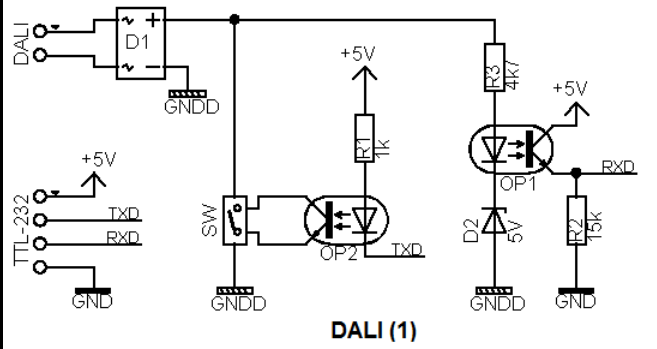 DALI
~ +
D1
~ −
GNDD
+5V
R1
1k
R3
4k7
+5V
OP1
RXD
+5V
TTL-232
TXD
RXD
GND
SW
OP2
TXD
GNDD
D2
5V
GNDD
R2
15k
GND
DALI (1)